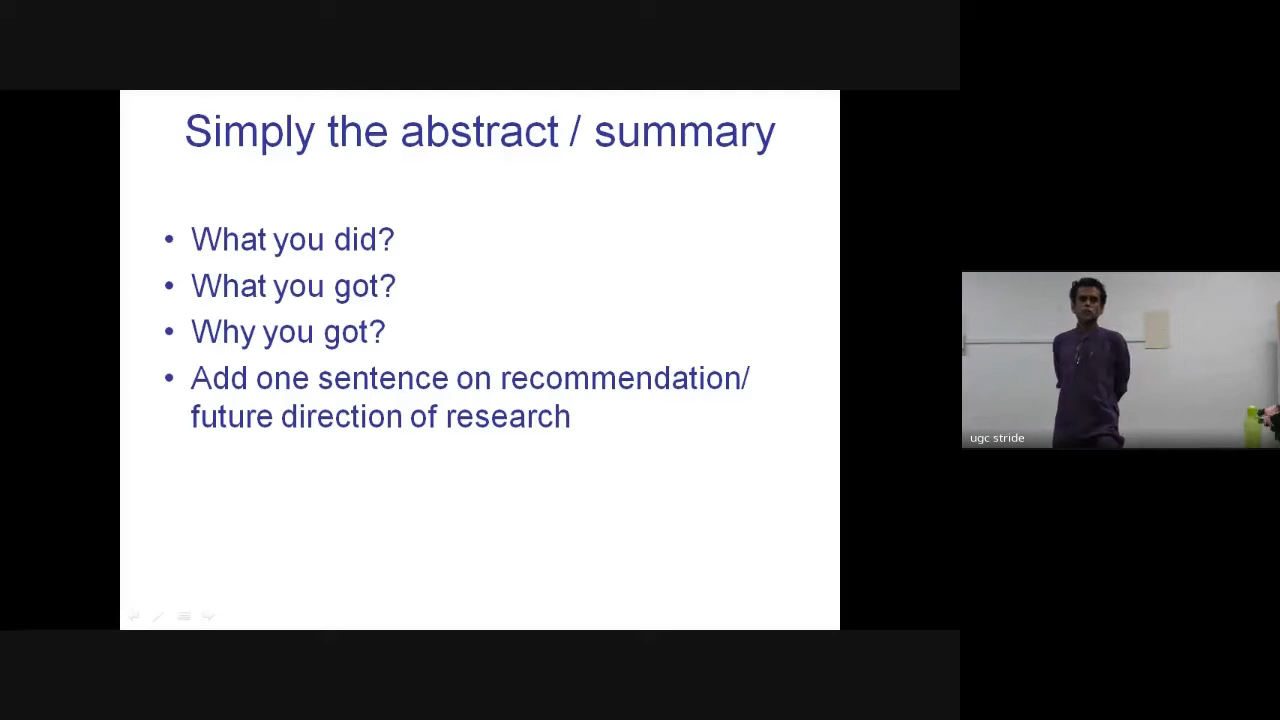 Simply the abstract / summary
• What you did?
• What you got?
• Why you got?
• Add one sentence on recommendation/
future direction of research
ugc stride